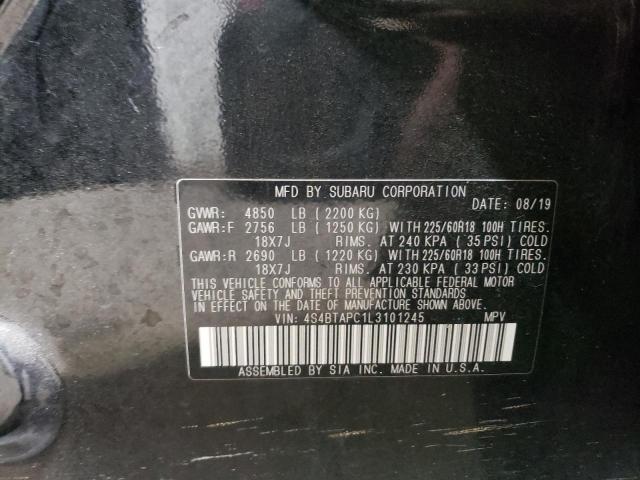 MFD BY SUBARU CORPORATION
DATE: 08/19
GVWR: 4850 LB ( 2200 KG)
GAWR:F 2756 LB ( 1250 KG) WITH 225/60R18 100H TIRES.
18X7J RIMS. AT 240 KPA ( 35 PSI) COLD
GAWR:R 2690 LB ( 1220 KG) WITH 225/60R18 100H TIRES.
18X7J RIMS. AT 230 KPA ( 33 PSI) COLD
THIS VEHICLE CONFORMS TO ALL APPLICABLE FEDERAL MOTOR
VEHICLE SAFETY AND THEFT PREVENTION STANDARDS
IN EFFECT ON THE DATE OF MANUFACTURE SHOWN ABOVE.
VIN: 4S4BTAPC1L3101245 MPV
ASSEMBLED BY SIA INC. MADE IN U.S.A.